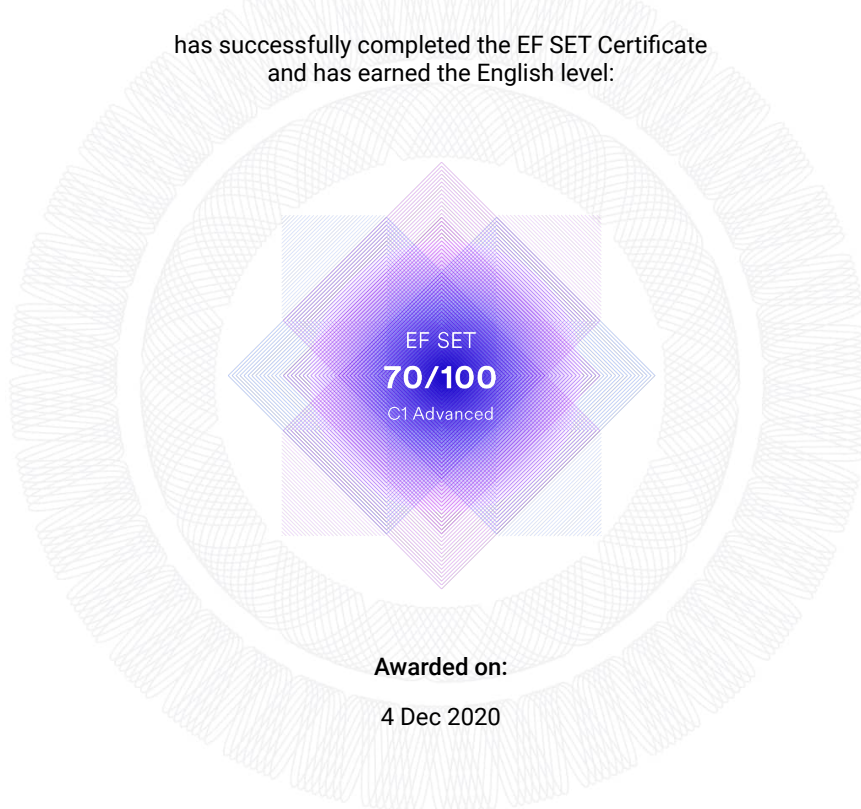 has successfully completed the EF SET Certificate
and has earned the English level:
EF SET
70/100
C1 Advanced
Awarded on:
4 Dec 2020